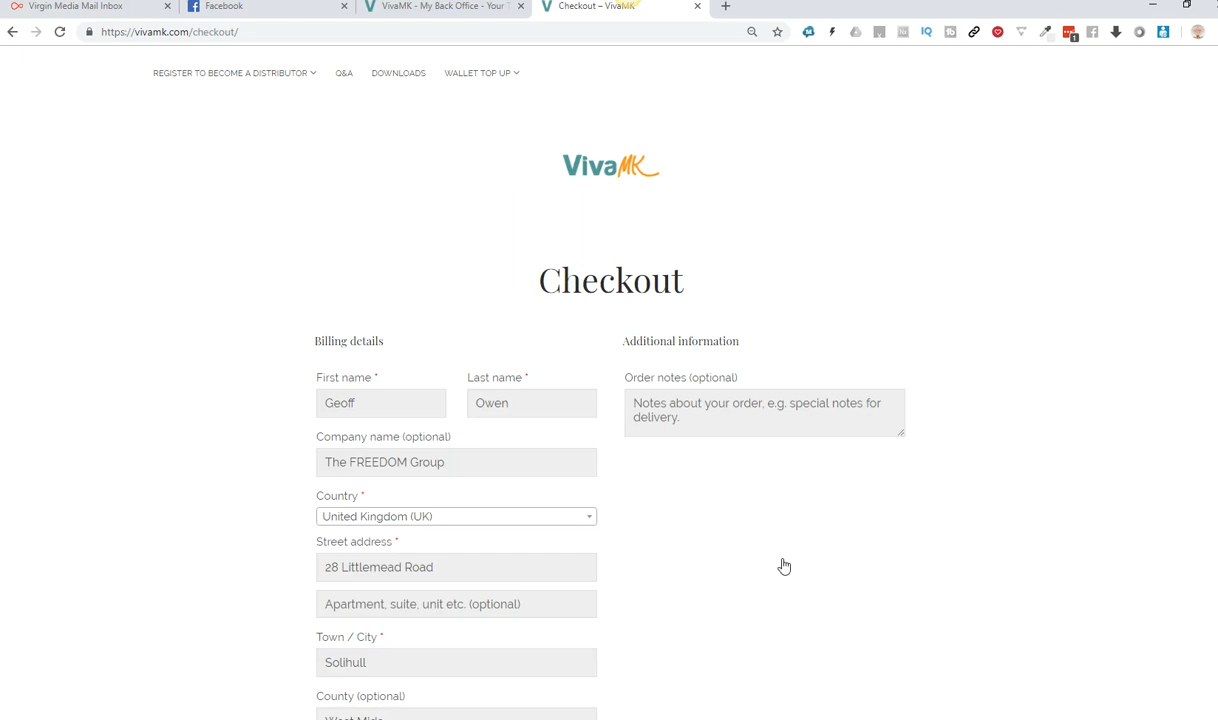 Virgin Media Mail Inbox
Facebook
VivaMK - My Back Office - Your T
Checkout – VivaMK
https://vivamk.com/checkout/
REGISTER TO BECOME A DISTRIBUTOR
Q&A
DOWNLOADS
WALLET TOP UP
VivaMK
Checkout
Billing details
Additional information
First name *
Last name *
Order notes (optional)
Geoff
Owen
Notes about your order, e.g. special notes for
delivery.
Company name (optional)
The FREEDOM Group
Country *
United Kingdom (UK)
Street address *
28 Littlemead Road
Apartment, suite, unit etc. (optional)
Town / City *
Solihull
County (optional)
West Mids